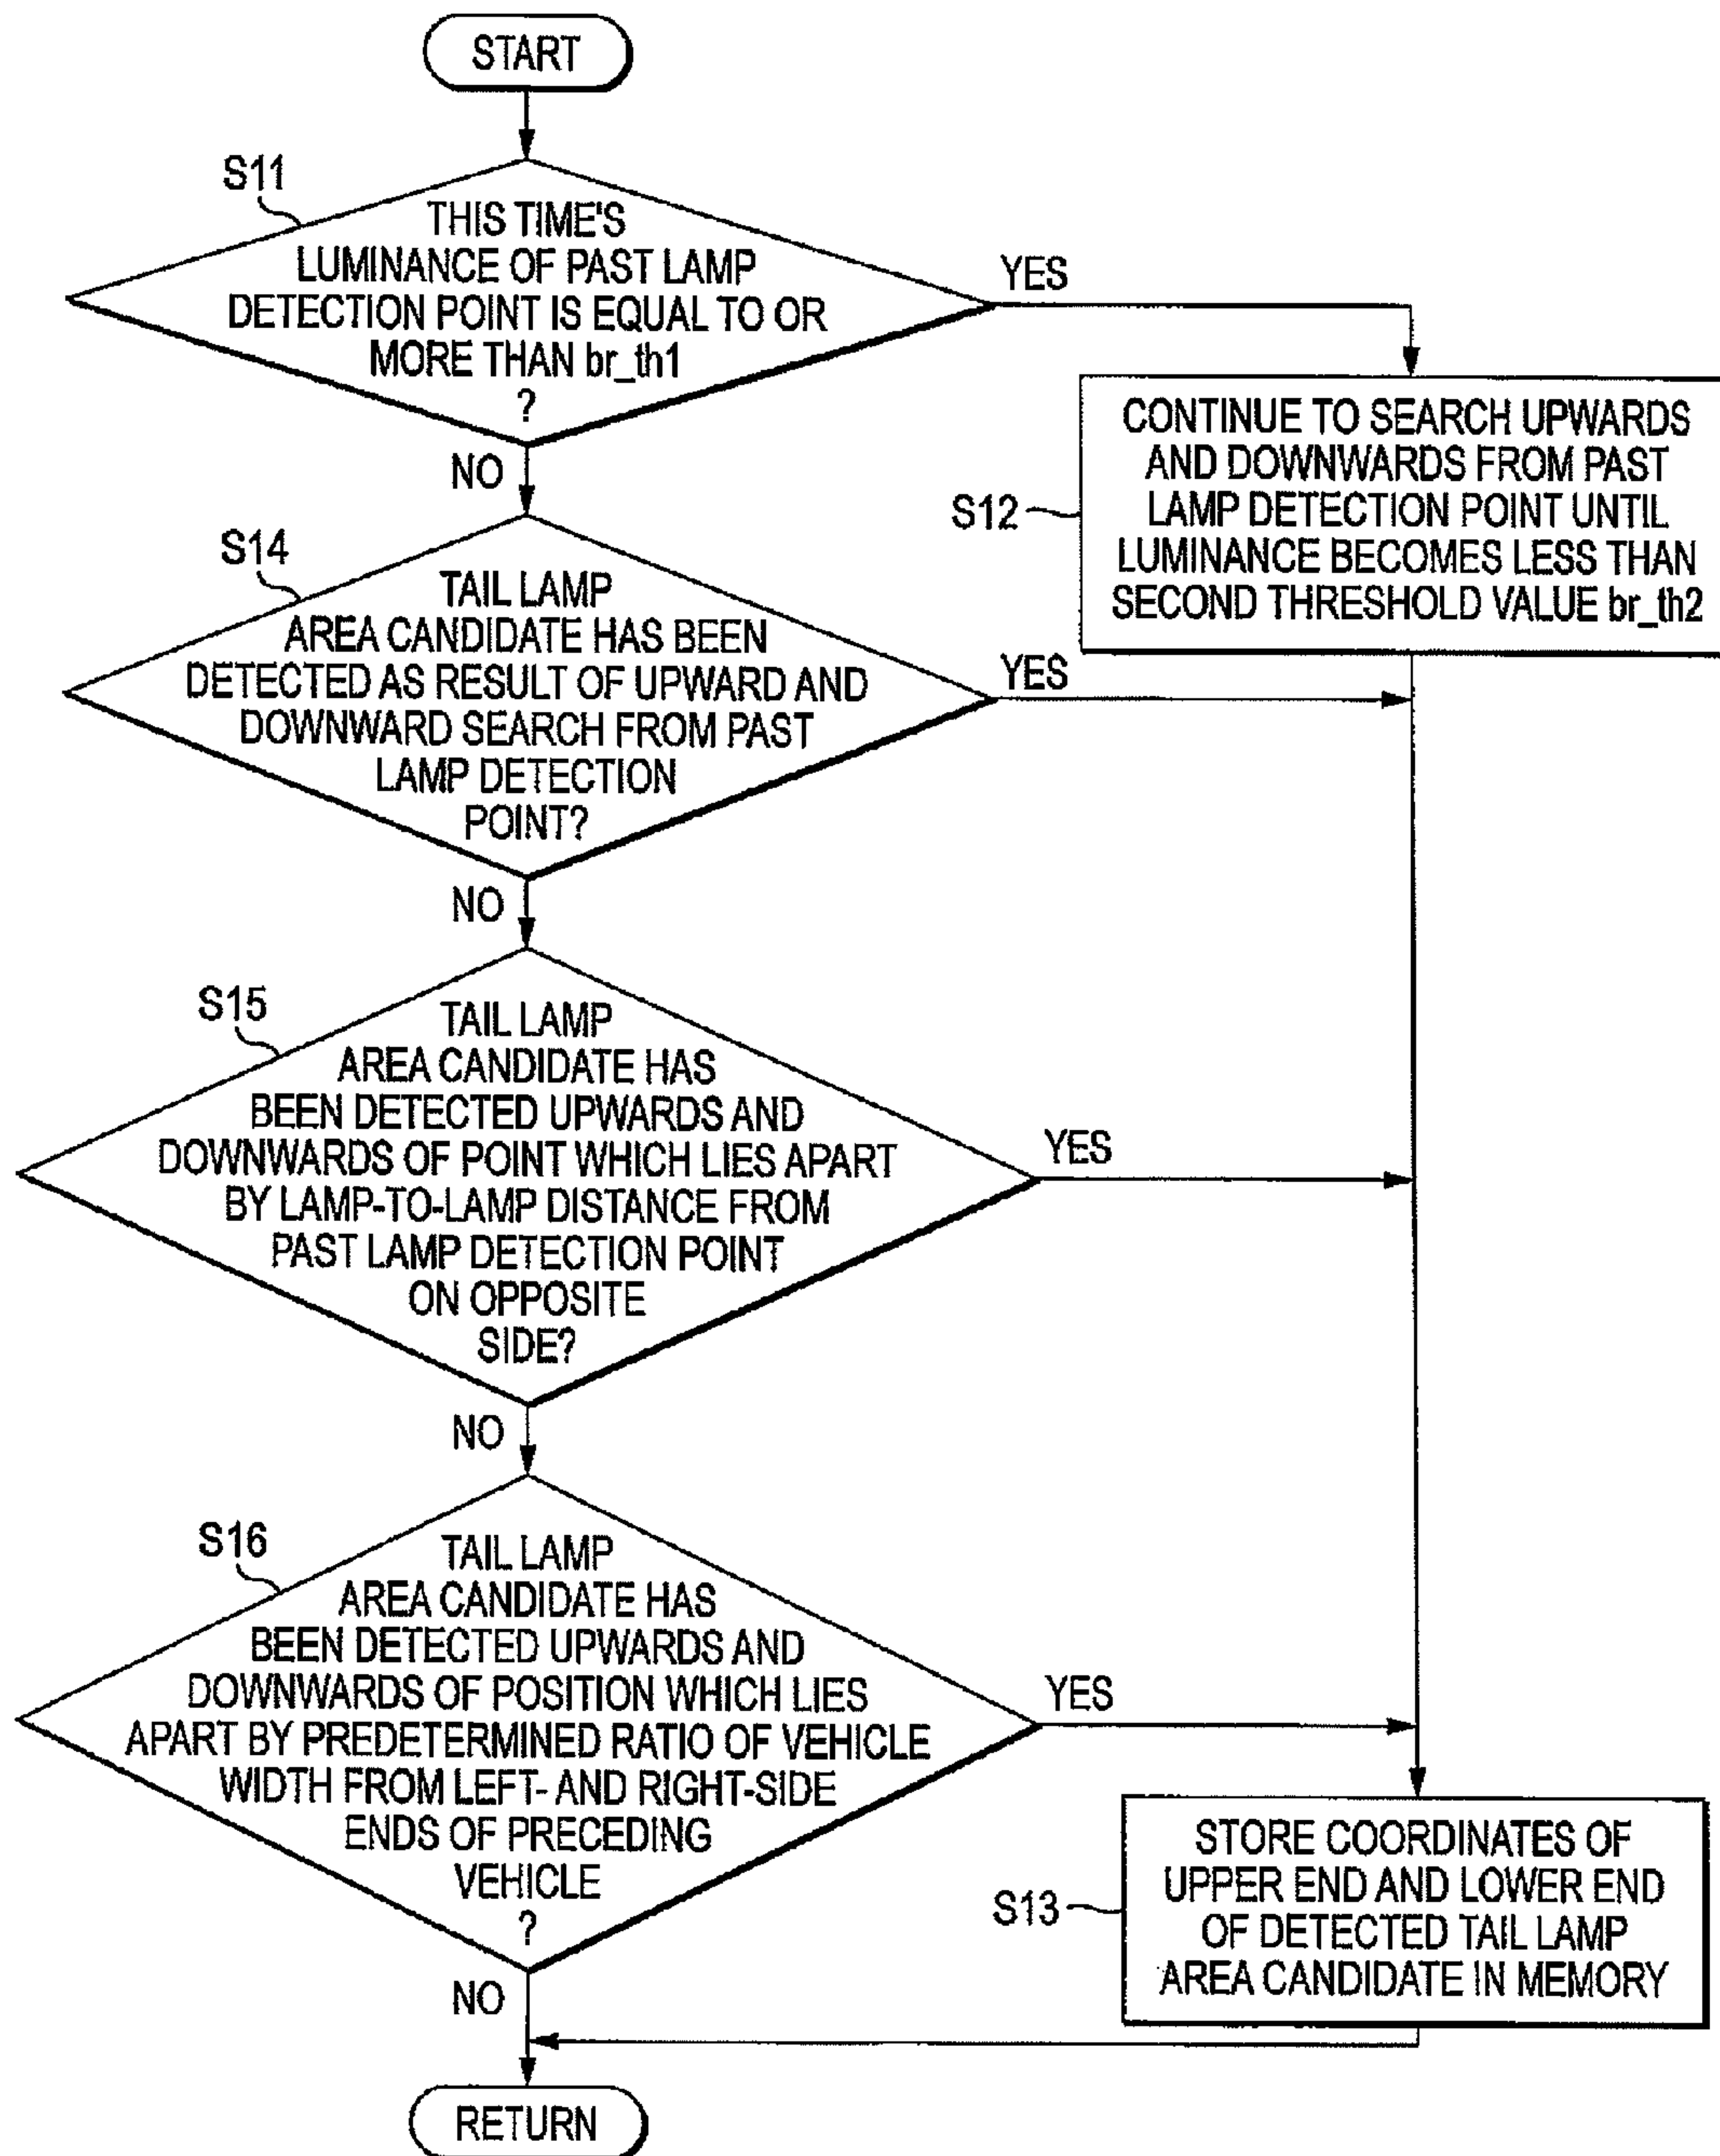 START
S11
THIS TIME'S
LUMINANCE OF PAST LAMP
DETECTION POINT IS EQUAL TO OR
MORE THAN br_th1
?
YES
NO
S12
CONTINUE TO SEARCH UPWARDS
AND DOWNWARDS FROM PAST
LAMP DETECTION POINT UNTIL
LUMINANCE BECOMES LESS THAN
SECOND THRESHOLD VALUE br_th2
S14
TAIL LAMP
AREA CANDIDATE HAS BEEN
DETECTED AS RESULT OF UPWARD AND
DOWNWARD SEARCH FROM PAST
LAMP DETECTION
POINT?
YES
NO
S15
TAIL LAMP
AREA CANDIDATE HAS
BEEN DETECTED UPWARDS AND
DOWNWARDS OF POINT WHICH LIES APART
BY LAMP-TO-LAMP DISTANCE FROM
PAST LAMP DETECTION POINT
ON OPPOSITE
SIDE?
YES
NO
S16
TAIL LAMP
AREA CANDIDATE HAS
BEEN DETECTED UPWARDS AND
DOWNWARDS OF POSITION WHICH LIES
APART BY PREDETERMINED RATIO OF VEHICLE
WIDTH FROM LEFT- AND RIGHT-SIDE
ENDS OF PRECEDING
VEHICLE
?
YES
NO
S13
STORE COORDINATES OF
UPPER END AND LOWER END
OF DETECTED TAIL LAMP
AREA CANDIDATE IN MEMORY
RETURN